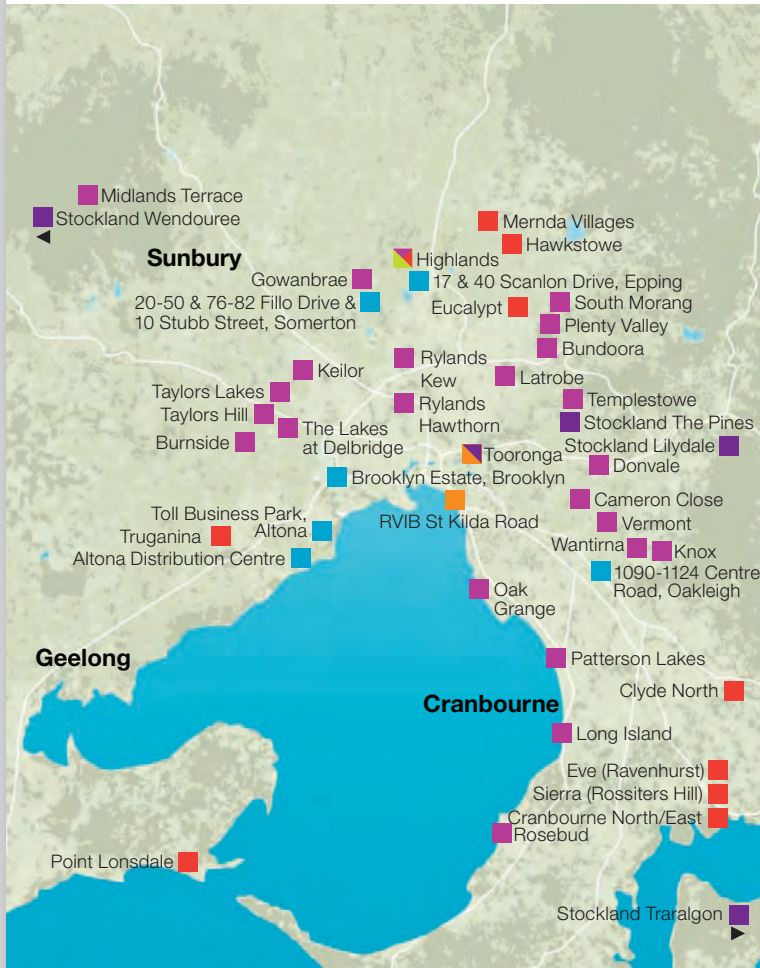 Midlands Terrace
Stockland Wendouree
Mernda Villages
Hawkstowe
Sunbury
Highlands
Gowanbrae
17 & 40 Scanlon Drive, Epping
20-50 & 76-82 Fillo Drive &
10 Stubb Street, Somerton
Eucalypt
South Morang
Plenty Valley
Bundoora
Rylands
Kew
Keilor
Latrobe
Taylors Lakes
Templestowe
Rylands
Hawthorn
Taylors Hill
Stockland The Pines
The Lakes
at Delbridge
Burnside
Stockland Lilydale
Tooronga
Donvale
Brooklyn Estate, Brooklyn
Cameron Close
Toll Business Park,
Altona
RVIB St Kilda Road
Vermont
Truganina
Wantirna
Knox
Altona Distribution Centre
1090-1124 Centre
Road, Oakleigh
Oak
Grange
Geelong
Patterson Lakes
Clyde North
Cranbourne
Long Island
Eve (Ravenhurst)
Sierra (Rossiters Hill)
Cranbourne North/East
Rosebud
Point Lonsdale
Stockland Traralgon